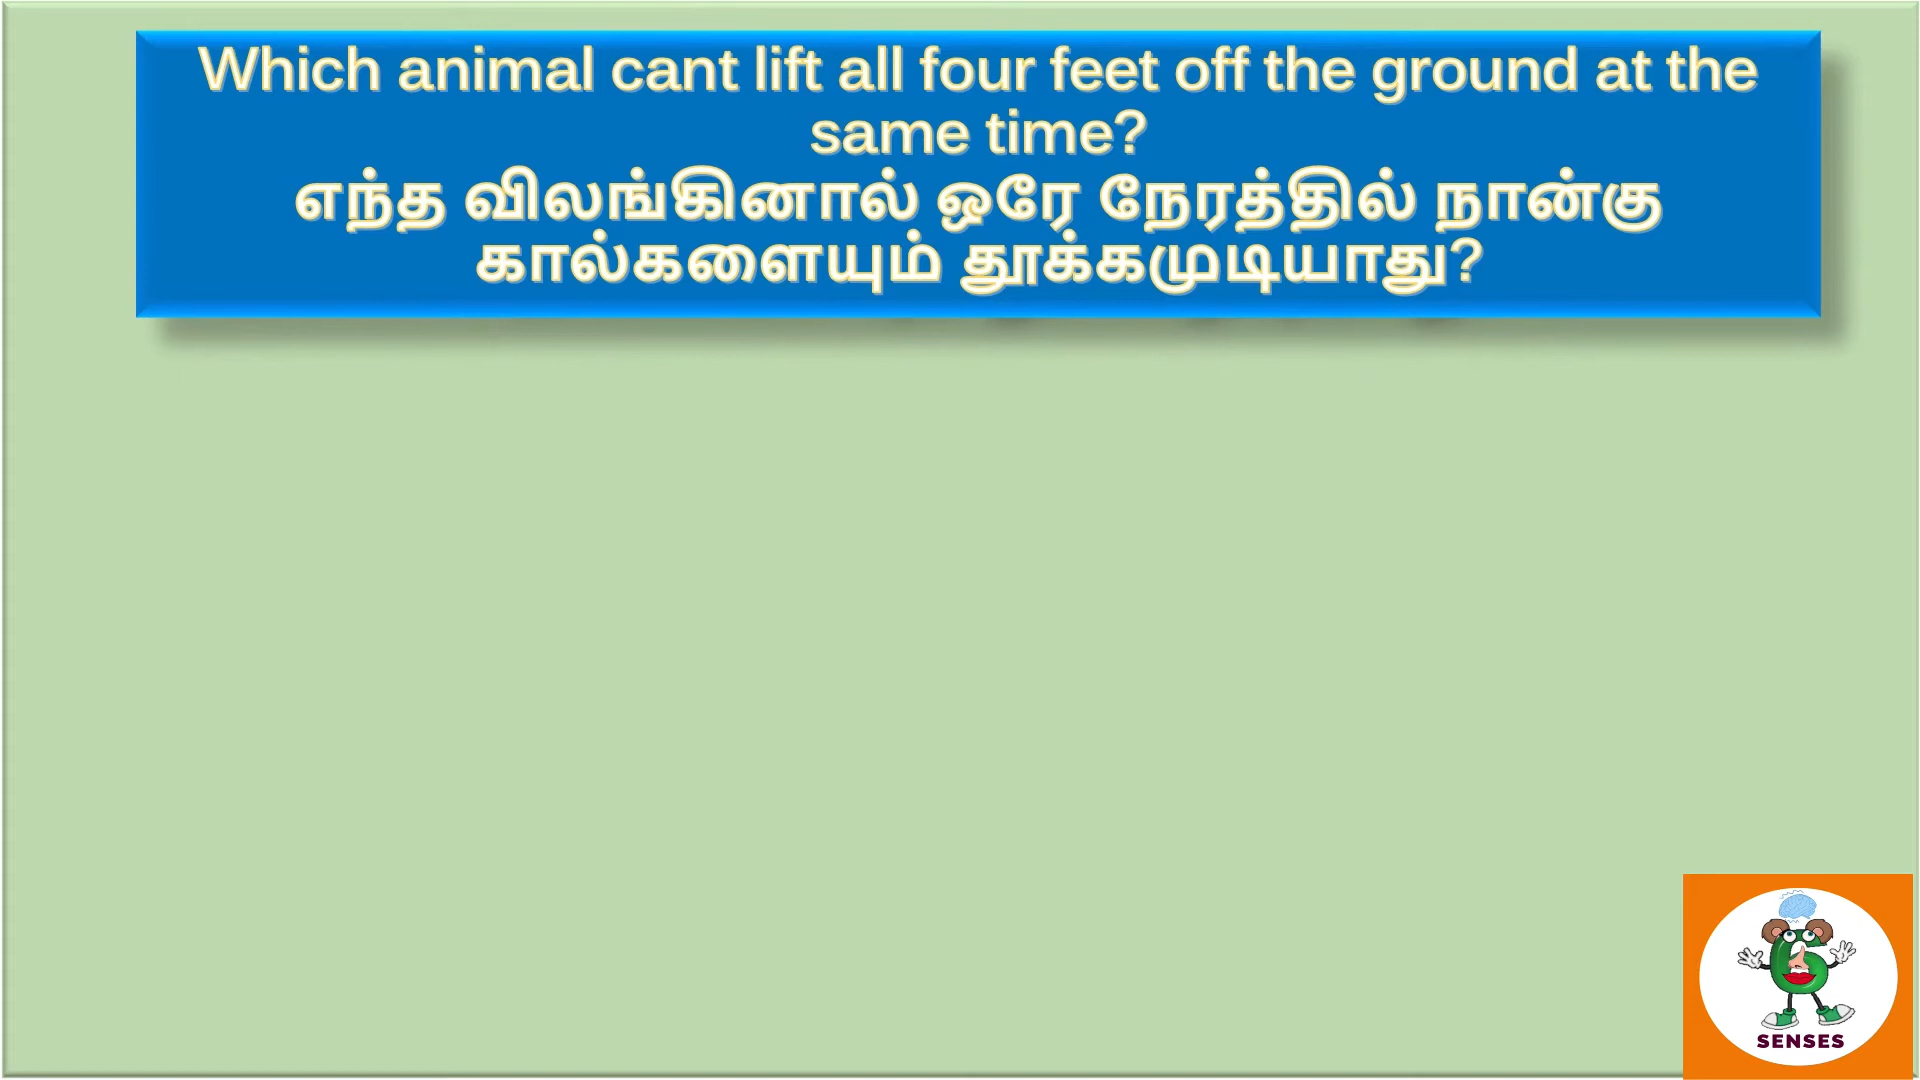 Which animal cant lift all four feet off the ground at the
same time?
எந்த விலங்கினால் ஒரே நேரத்தில் நான்கு
கால்களையும் தூக்கமுடியாது?
SENSES